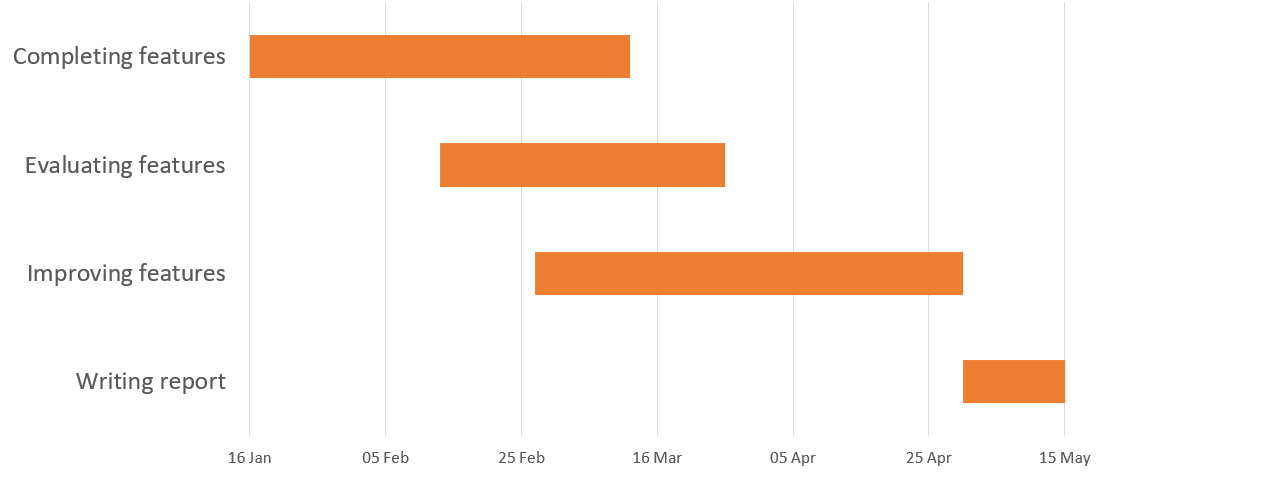 Completing features
Evaluating features
Improving features
Writing report
16 Jan 05 Feb 25 Feb 16 Mar 05 Apr 25 Apr 15 May